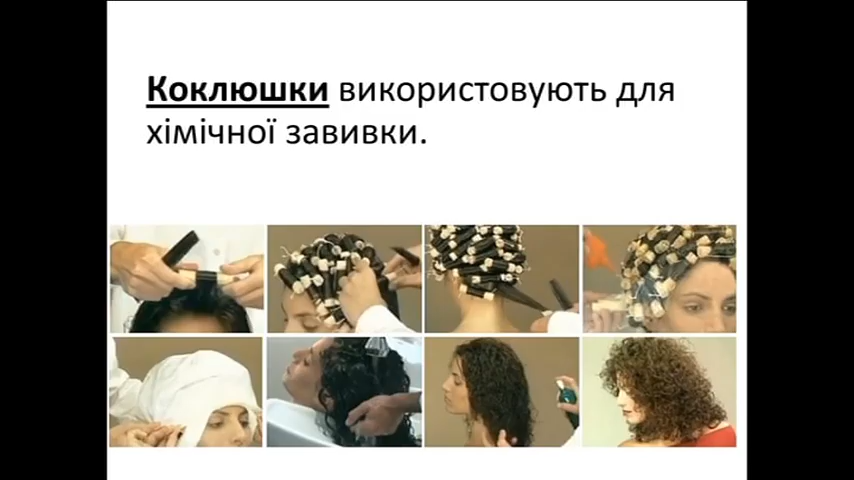 Коклюшки використовують для
хімічної завивки.